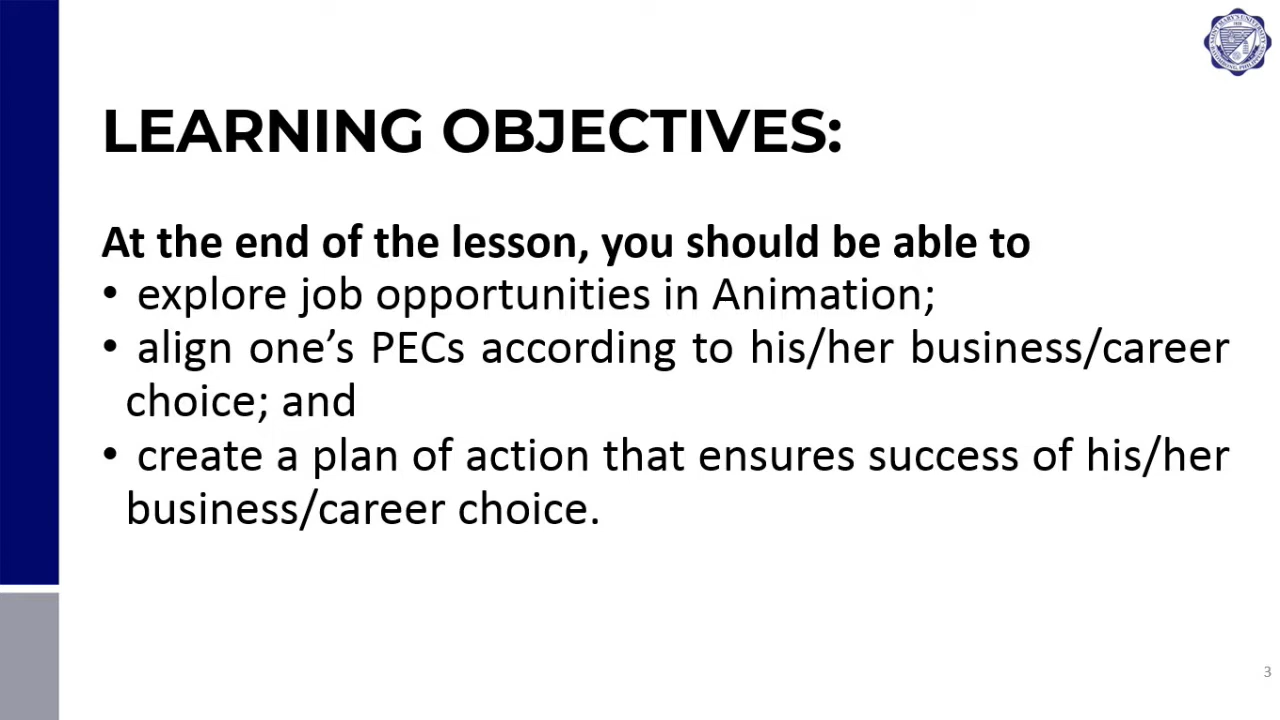 LEARNING OBJECTIVES:
At the end of the lesson, you should be able to
• explore job opportunities in Animation;
• align one’s PECs according to his/her business/career
choice; and
• create a plan of action that ensures success of his/her
business/career choice.
3